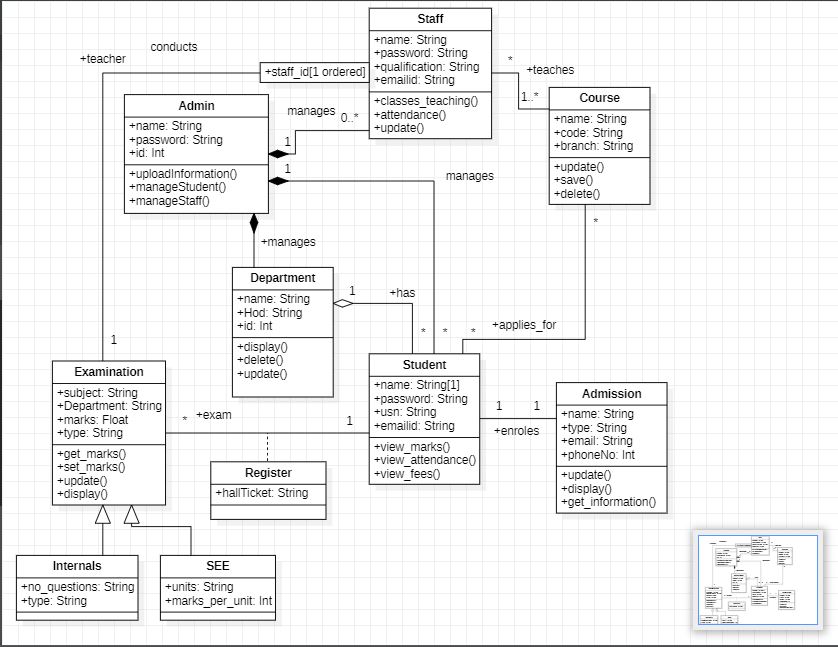 Staff
+name: String
+password: String
+qualification: String
+emailid: String
+classes_teaching()
+attendance()
+update()
conducts
+teacher
+staff_id[1 ordered]
*
+teaches
1..*
Course
+name: String
+code: String
+branch: String
+update()
+save()
+delete()
*
Admin
+name: String
+password: String
+id: Int
+uploadInformation()
+manageStudent()
+manageStaff()
manages
0..*
1
1
manages
+manages
Department
+name: String
+Hod: String
+id: Int
+display()
+delete()
+update()
1
+has
*
*
*
+applies_for
1
Examination
+subject: String
+Department: String
+marks: Float
+type: String
+get_marks()
+set_marks()
+update()
+display()
*
+exam
1
Student
+name: String[1]
+password: String
+usn: String
+emailid: String
+view_marks()
+view_attendance()
+view_fees()
1
1
+enroles
Admission
+name: String
+type: String
+email: String
+phoneNo: Int
+update()
+display()
+get_information()
Register
+hallTicket: String
Internals
+no_questions: String
+type: String
SEE
+units: String
+marks_per_unit: Int